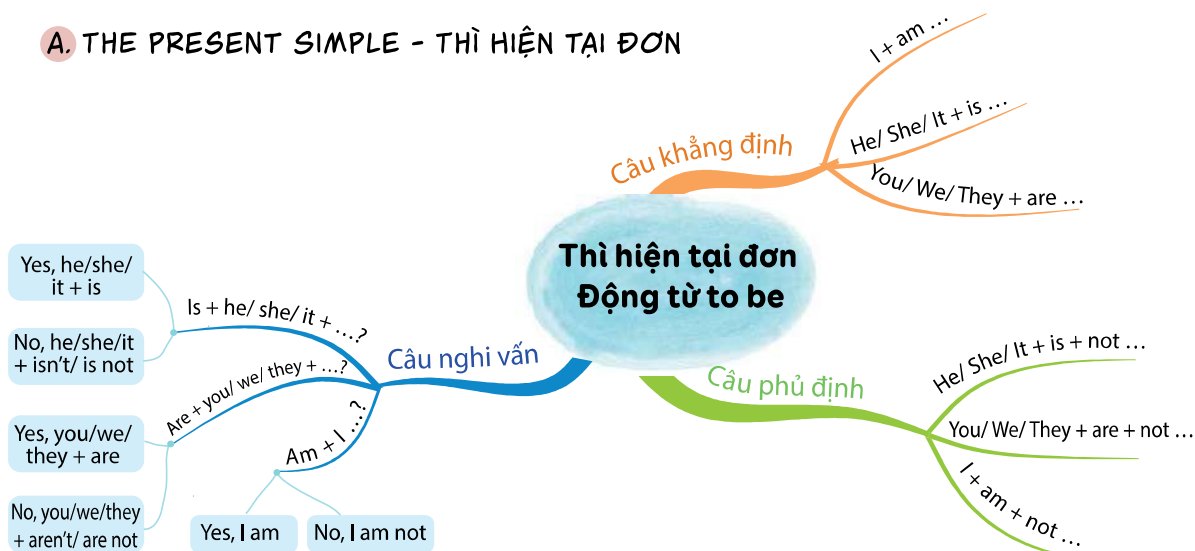 A. THE PRESENT SIMPLE - THÌ HIỆN TẠI ĐƠN
Thì hiện tại đơn
Động từ to be
Câu khẳng định
I + am …
He/ She/ It + is …
You/ We/ They + are …
Câu phủ định
He/ She/ It + is + not …
You/ We/ They + are + not …
I + am + not …
Câu nghi vấn
Is + he/ she/ it + …?
Yes, he/she/
it + is
No, he/she/it
+ isn't/ is not
Are + you/ we/ they + …?
Yes, you/we/
they + are
No, you/we/they
+ aren't/ are not
Am + I …?
Yes, I am
No, I am not